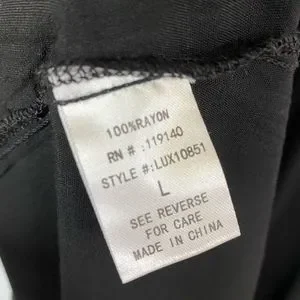 100%RAYON
RN # :119140
STYLE #:LUX10851
L
SEE REVERSE
FOR CARE
MADE IN CHINA